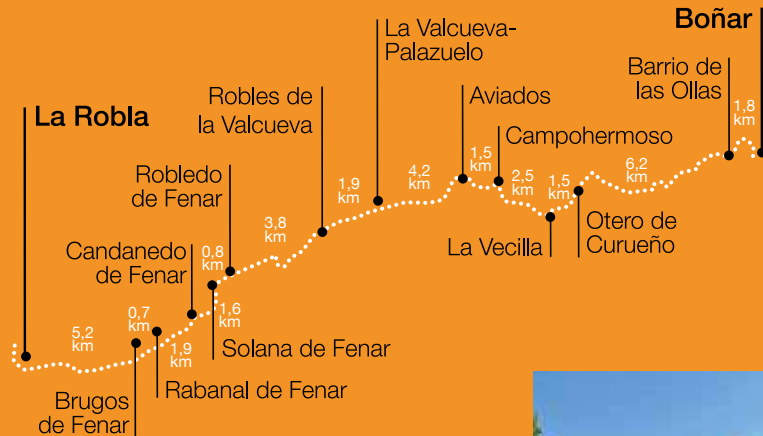 La Robla
5,2
km
Brugos
de Fenar
0,7
km
Rabanal de Fenar
1,9
km
Candanedo
de Fenar
1,6
km
Solana de Fenar
0,8
km
Robledo
de Fenar
3,8
km
Robles de
la Valcueva
1,9
km
La Valcueva-
Palazuelo
4,2
km
Aviados
1,5
km
Campohermoso
2,5
km
La Vecilla
1,5
km
Otero de
Curueño
6,2
km
Barrio de
las Ollas
1,8
km
Boñar